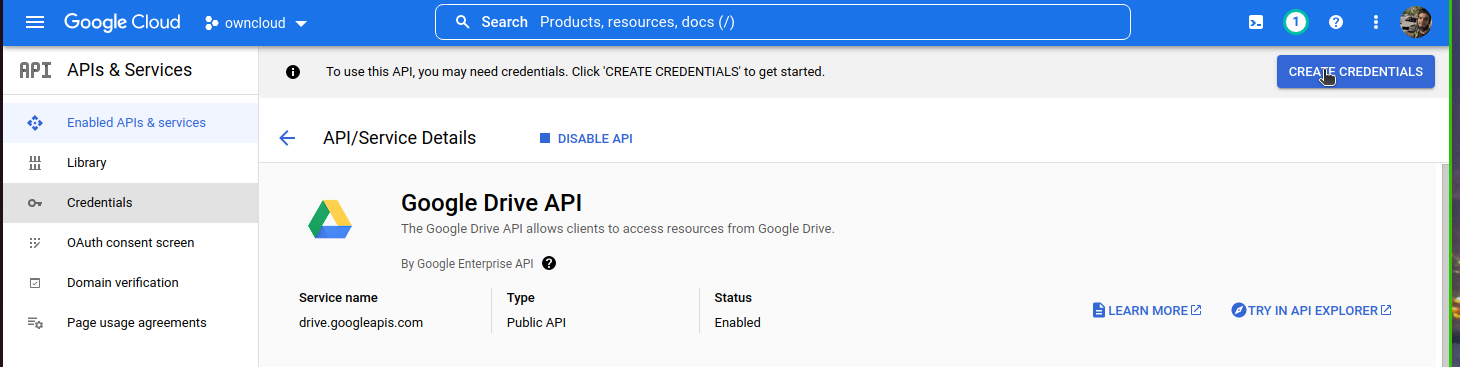 Google Cloud owncloud Search Products, resources, docs (/) 1
API APIs & Services
To use this API, you may need credentials. Click 'CREATE CREDENTIALS' to get started. CREATE CREDENTIALS
Enabled APIs & services
Library
Credentials
OAuth consent screen
Domain verification
Page usage agreements
API/Service Details DISABLE API
Google Drive API
The Google Drive API allows clients to access resources from Google Drive.
By Google Enterprise API ?
Service name Type Status
drive.googleapis.com Public API Enabled
LEARN MORE TRY IN API EXPLORER